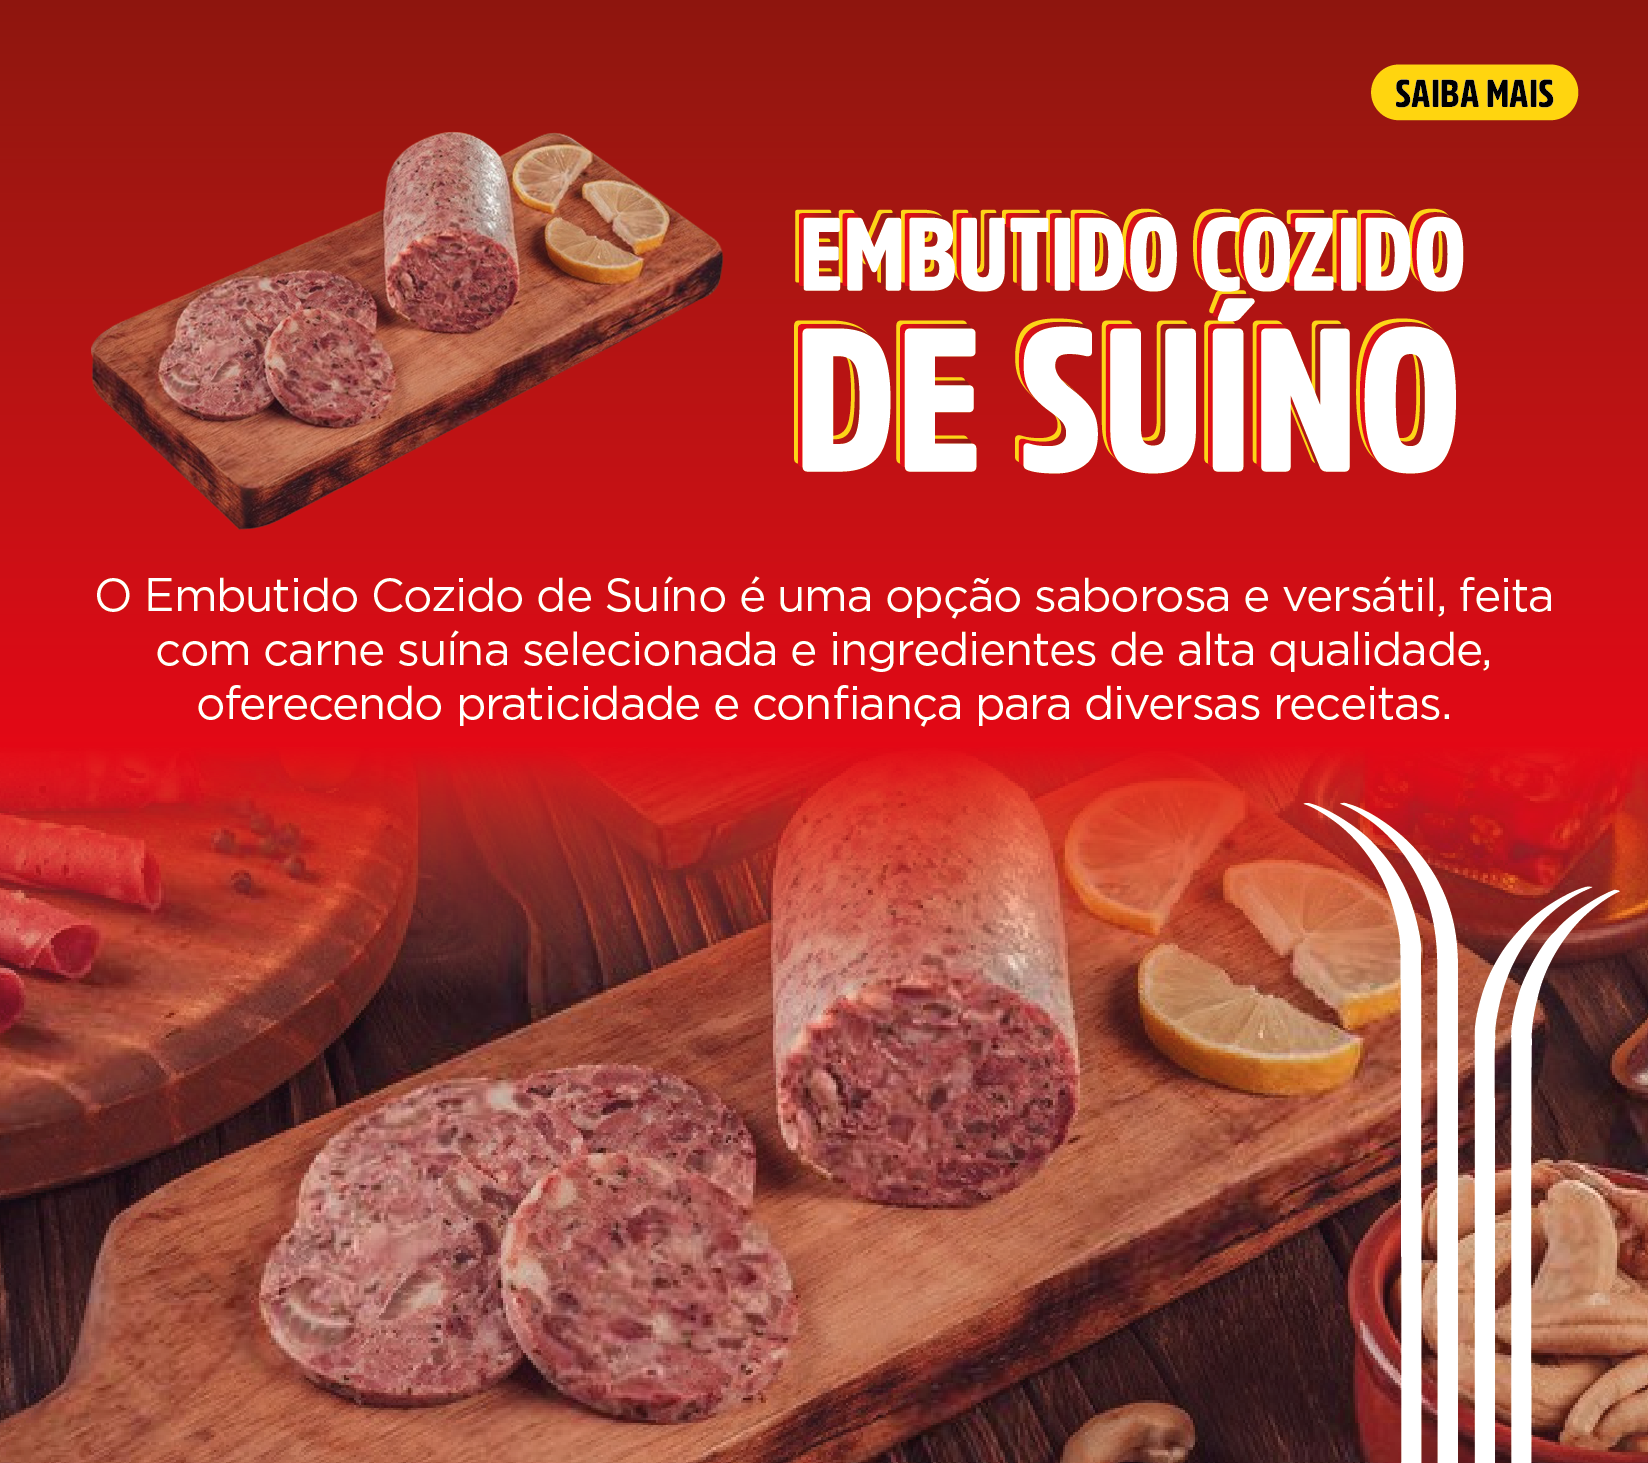 SAIBA MAIS
EMBUTIDO ÇOZIDO
DE SUÍNO
O Embutido Cozido de Suíno é uma opção saborosa e versátil, feita
com carne suína selecionada e ingredientes de alta qualidade,
oferecendo praticidade e confiança para diversas receitas.